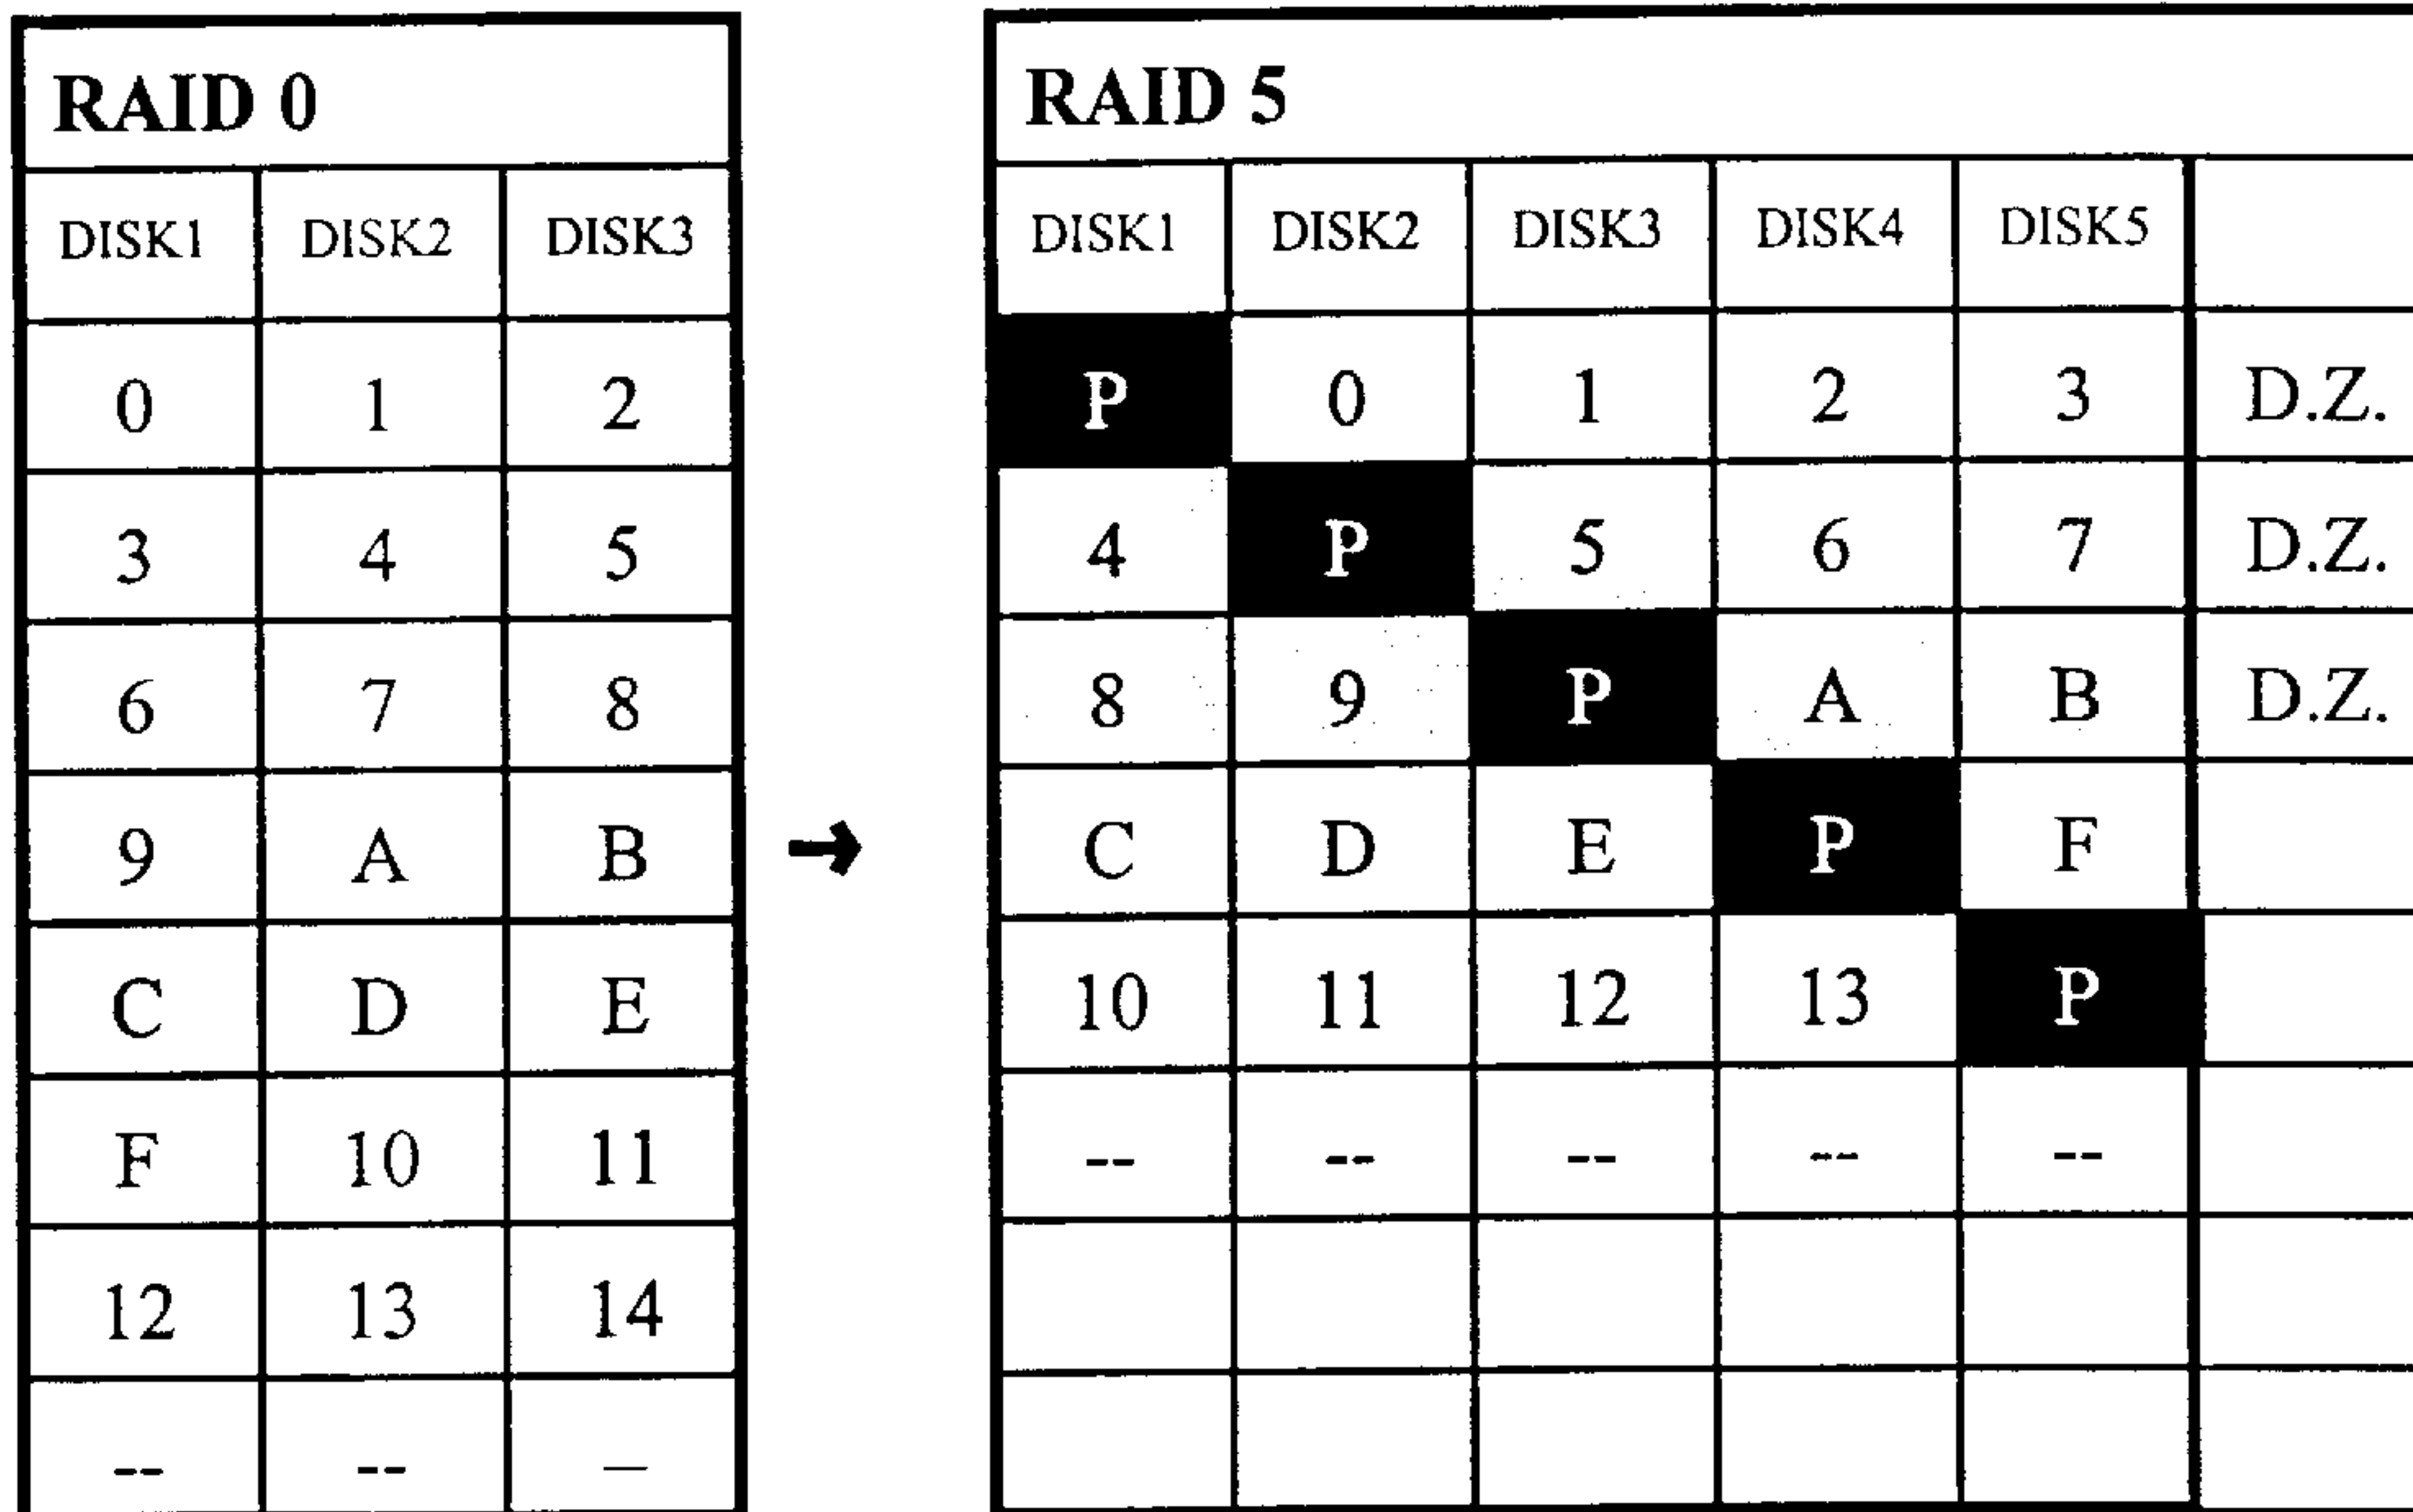 RAID 0
DISK1 DISK2 DISK3
0 1 2
3 4 5
6 7 8
9 A B
C D E
F 10 11
12 13 14
-- -- —
→
RAID 5
DISK1 DISK2 DISK3 DISK4 DISK5
P 0 1 2 3 D.Z.
4 P 5 6 7 D.Z.
8 9 P A B D.Z.
C D E P F
10 11 12 13 P
-- -- -- -- --